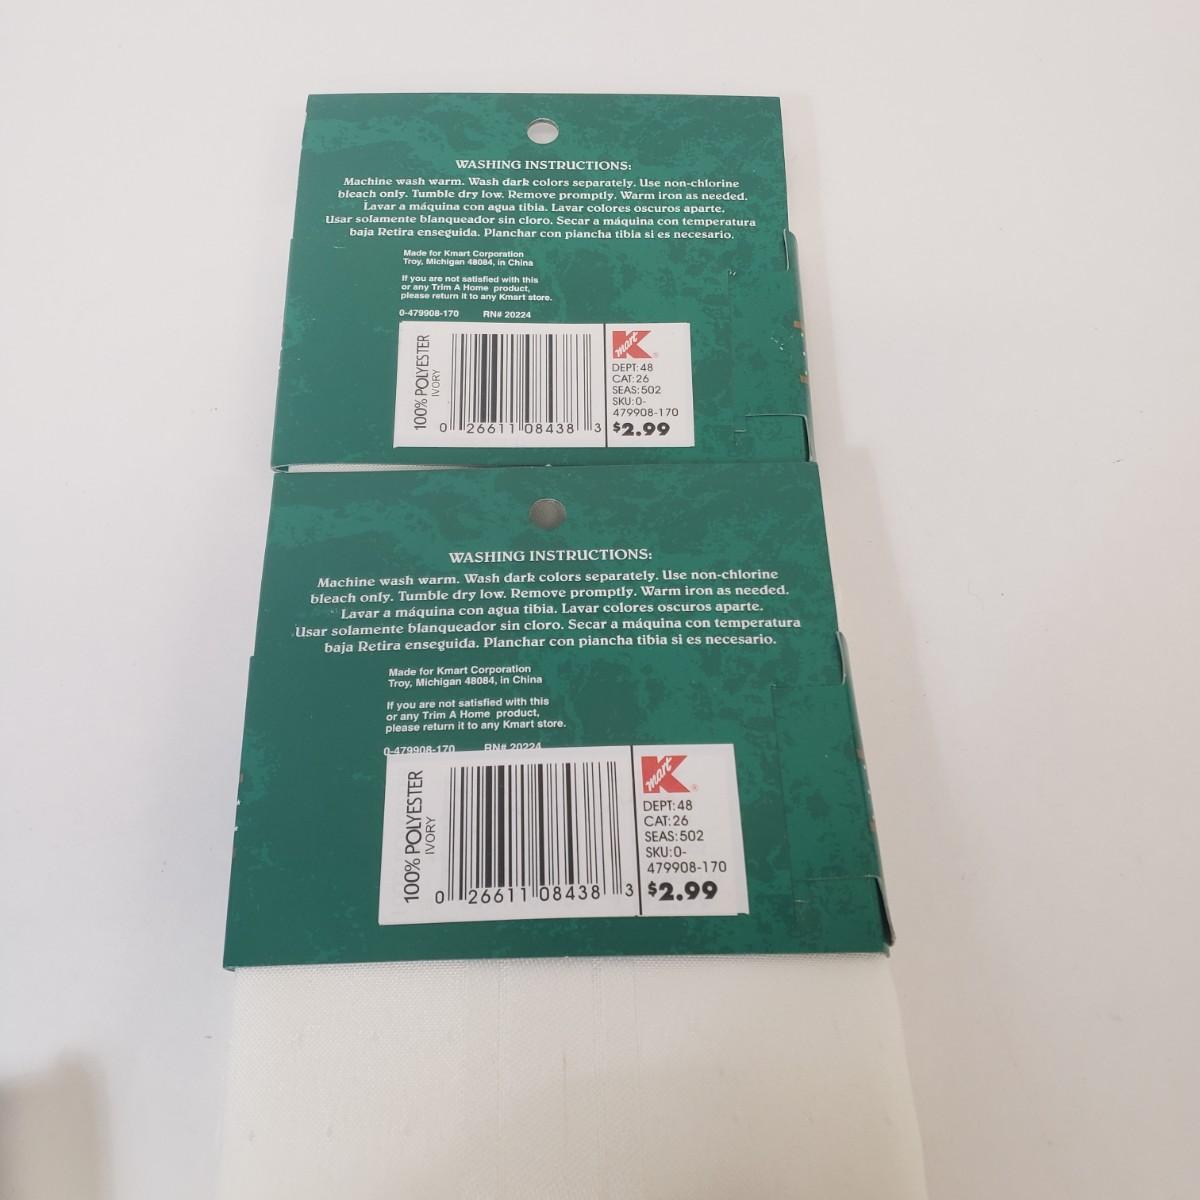 WASHING INSTRUCTIONS:
Machine wash warm. Wash dark colors separately. Use non-chlorine
bleach only. Tumble dry low. Remove promptly. Warm iron as needed.
Lavar a máquina con agua tibia. Lavar colores oscuros aparte.
Usar solamente blanqueador sin cloro. Secar a máquina con temperatura
baja Retira enseguida. Planchar con piancha tibia si es necesario.
Made for Kmart Corporation
Troy, Michigan 48084, in China
If you are not satisfied with this
or any Trim A Home product,
please return it to any Kmart store.
0-479908-170 RN# 20224
100% POLYESTER
IVORY
0 26611 08438 3
Kmart®
DEPT:48
CAT:26
SEAS:502
SKU:0-
479908-170
$2.99
WASHING INSTRUCTIONS:
Machine wash warm. Wash dark colors separately. Use non-chlorine
bleach only. Tumble dry low. Remove promptly. Warm iron as needed.
Lavar a máquina con agua tibia. Lavar colores oscuros aparte.
Usar solamente blanqueador sin cloro. Secar a máquina con temperatura
baja Retira enseguida. Planchar con piancha tibia si es necesario.
Made for Kmart Corporation
Troy, Michigan 48084, in China
If you are not satisfied with this
or any Trim A Home product,
please return it to any Kmart store.
0-479908-170 RN# 20224
100% POLYESTER
IVORY
0 26611 08438 3
Kmart®
DEPT:48
CAT:26
SEAS:502
SKU:0-
479908-170
$2.99